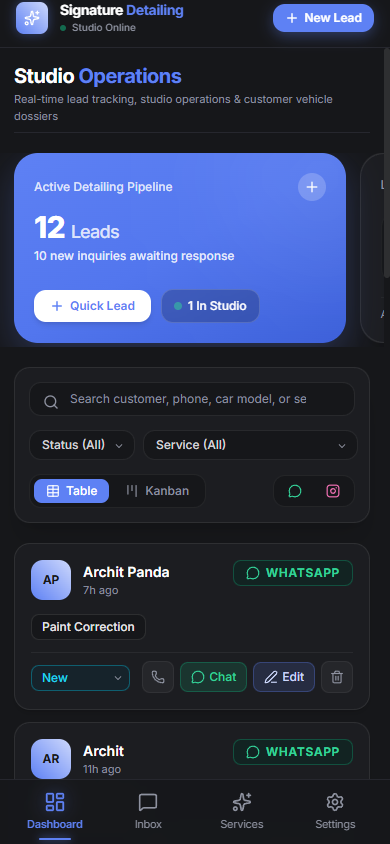 Signature Detailing
Studio Online
New Lead
Studio Operations
Real-time lead tracking, studio operations & customer vehicle
dossiers
Active Detailing Pipeline
12 Leads
10 new inquiries awaiting response
Quick Lead
1 In Studio
Search customer, phone, car model, or se
Status (All)
Service (All)
Table
Kanban
AP
Archit Panda
7h ago
WHATSAPP
Paint Correction
New
Chat
Edit
AR
Archit
11h ago
WHATSAPP
Dashboard
Inbox
Services
Settings